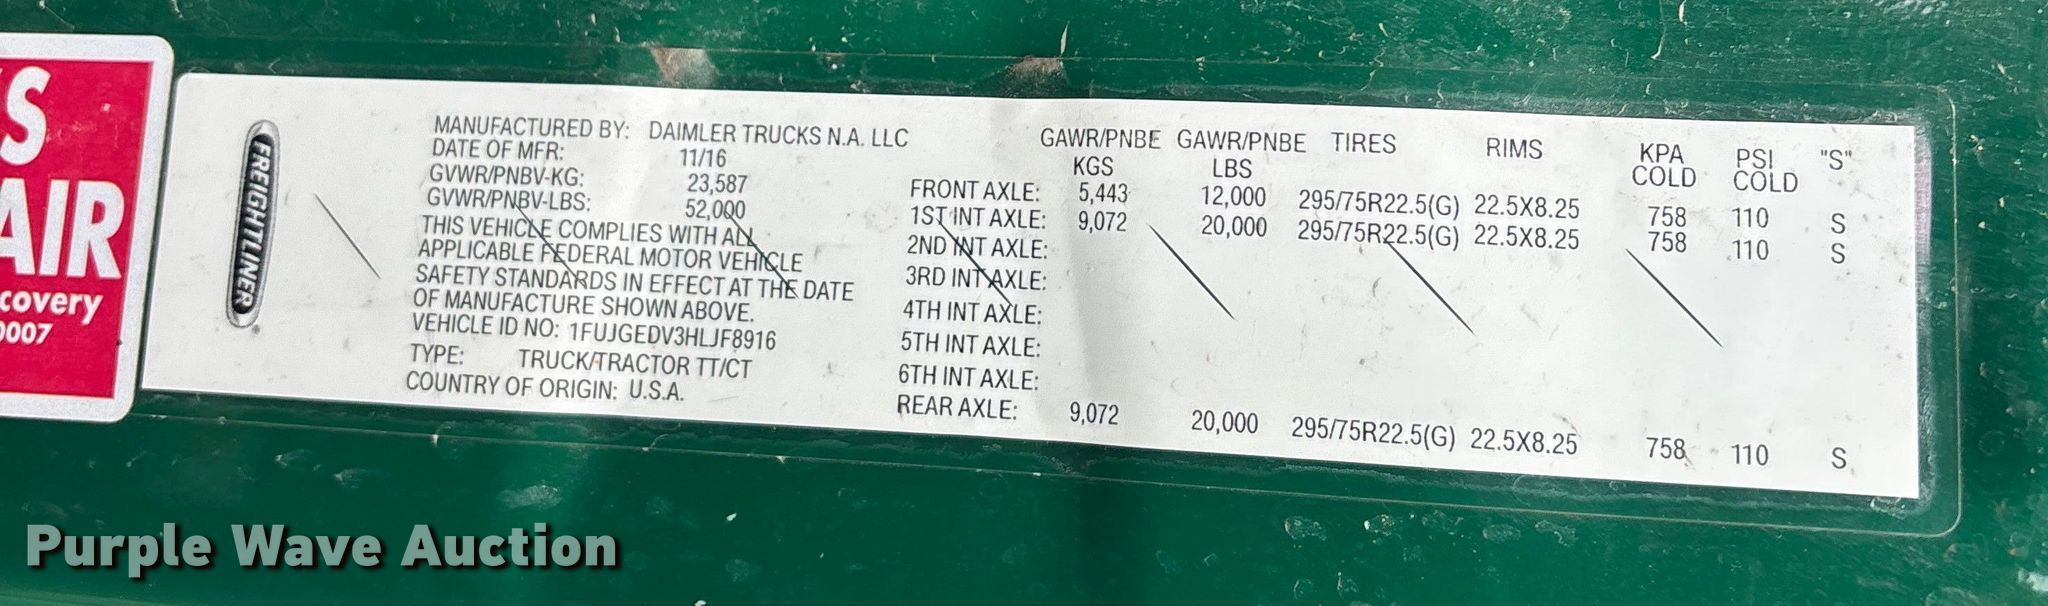 S
AIR
covery
0007
FREIGHTLINER
MANUFACTURED BY: DAIMLER TRUCKS N.A. LLC
DATE OF MFR: 11/16
GVWR/PNBV-KG: 23,587
GVWR/PNBV-LBS: 52,000
THIS VEHICLE COMPLIES WITH ALL
APPLICABLE FEDERAL MOTOR VEHICLE
SAFETY STANDARDS IN EFFECT AT THE DATE
OF MANUFACTURE SHOWN ABOVE.
VEHICLE ID NO: 1FUJGEDV3HLJF8916
TYPE: TRUCK/TRACTOR TT/CT
COUNTRY OF ORIGIN: U.S.A.
GAWR/PNBE GAWR/PNBE TIRES RIMS KPA PSI "S"
KGS LBS COLD COLD
FRONT AXLE: 5,443 12,000 295/75R22.5(G) 22.5X8.25 758 110 S
1ST INT AXLE: 9,072 20,000 295/75R22.5(G) 22.5X8.25 758 110 S
2ND INT AXLE:
3RD INT AXLE:
4TH INT AXLE:
5TH INT AXLE:
6TH INT AXLE:
REAR AXLE: 9,072 20,000 295/75R22.5(G) 22.5X8.25 758 110 S
Purple Wave Auction